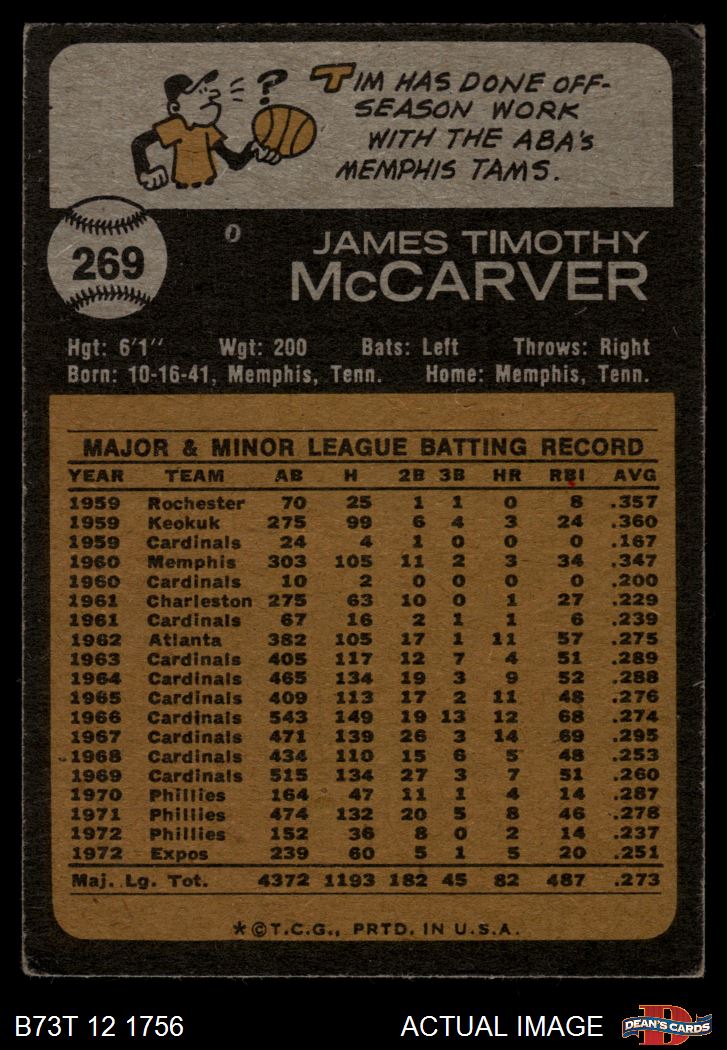 ?
TIM HAS DONE OFF-
SEASON WORK
WITH THE ABA's
MEMPHIS TAMS.
269
JAMES TIMOTHY
McCARVER
Hgt: 6'1" Wgt: 200 Bats: Left Throws: Right
Born: 10-16-41, Memphis, Tenn. Home: Memphis, Tenn.
MAJOR & MINOR LEAGUE BATTING RECORD
YEAR TEAM AB H 2B 3B HR RBI AVG
1959 Rochester 70 25 1 1 0 8 .357
1959 Keokuk 275 99 6 4 3 24 .360
1959 Cardinals 24 4 1 0 0 0 .167
1960 Memphis 303 105 11 2 3 34 .347
1960 Cardinals 10 2 0 0 0 0 .200
1961 Charleston 275 63 10 0 1 27 .229
1961 Cardinals 67 16 2 1 1 6 .239
1962 Atlanta 382 105 17 1 11 57 .275
1963 Cardinals 405 117 12 7 4 51 .289
1964 Cardinals 465 134 19 3 9 52 .288
1965 Cardinals 409 113 17 2 11 48 .276
1966 Cardinals 543 149 19 13 12 68 .274
1967 Cardinals 471 139 26 3 14 69 .295
1968 Cardinals 434 110 15 6 5 48 .253
1969 Cardinals 515 134 27 3 7 51 .260
1970 Phillies 164 47 11 1 4 14 .287
1971 Phillies 474 132 20 5 8 46 .278
1972 Phillies 152 36 8 0 2 14 .237
1972 Expos 239 60 5 1 5 20 .251
Maj. Lg. Tot. 4372 1193 182 45 82 487 .273
*©T.C.G., PRTD. IN U.S.A.
B73T 12 1756 ACTUAL IMAGE
D
DEAN'S CARDS